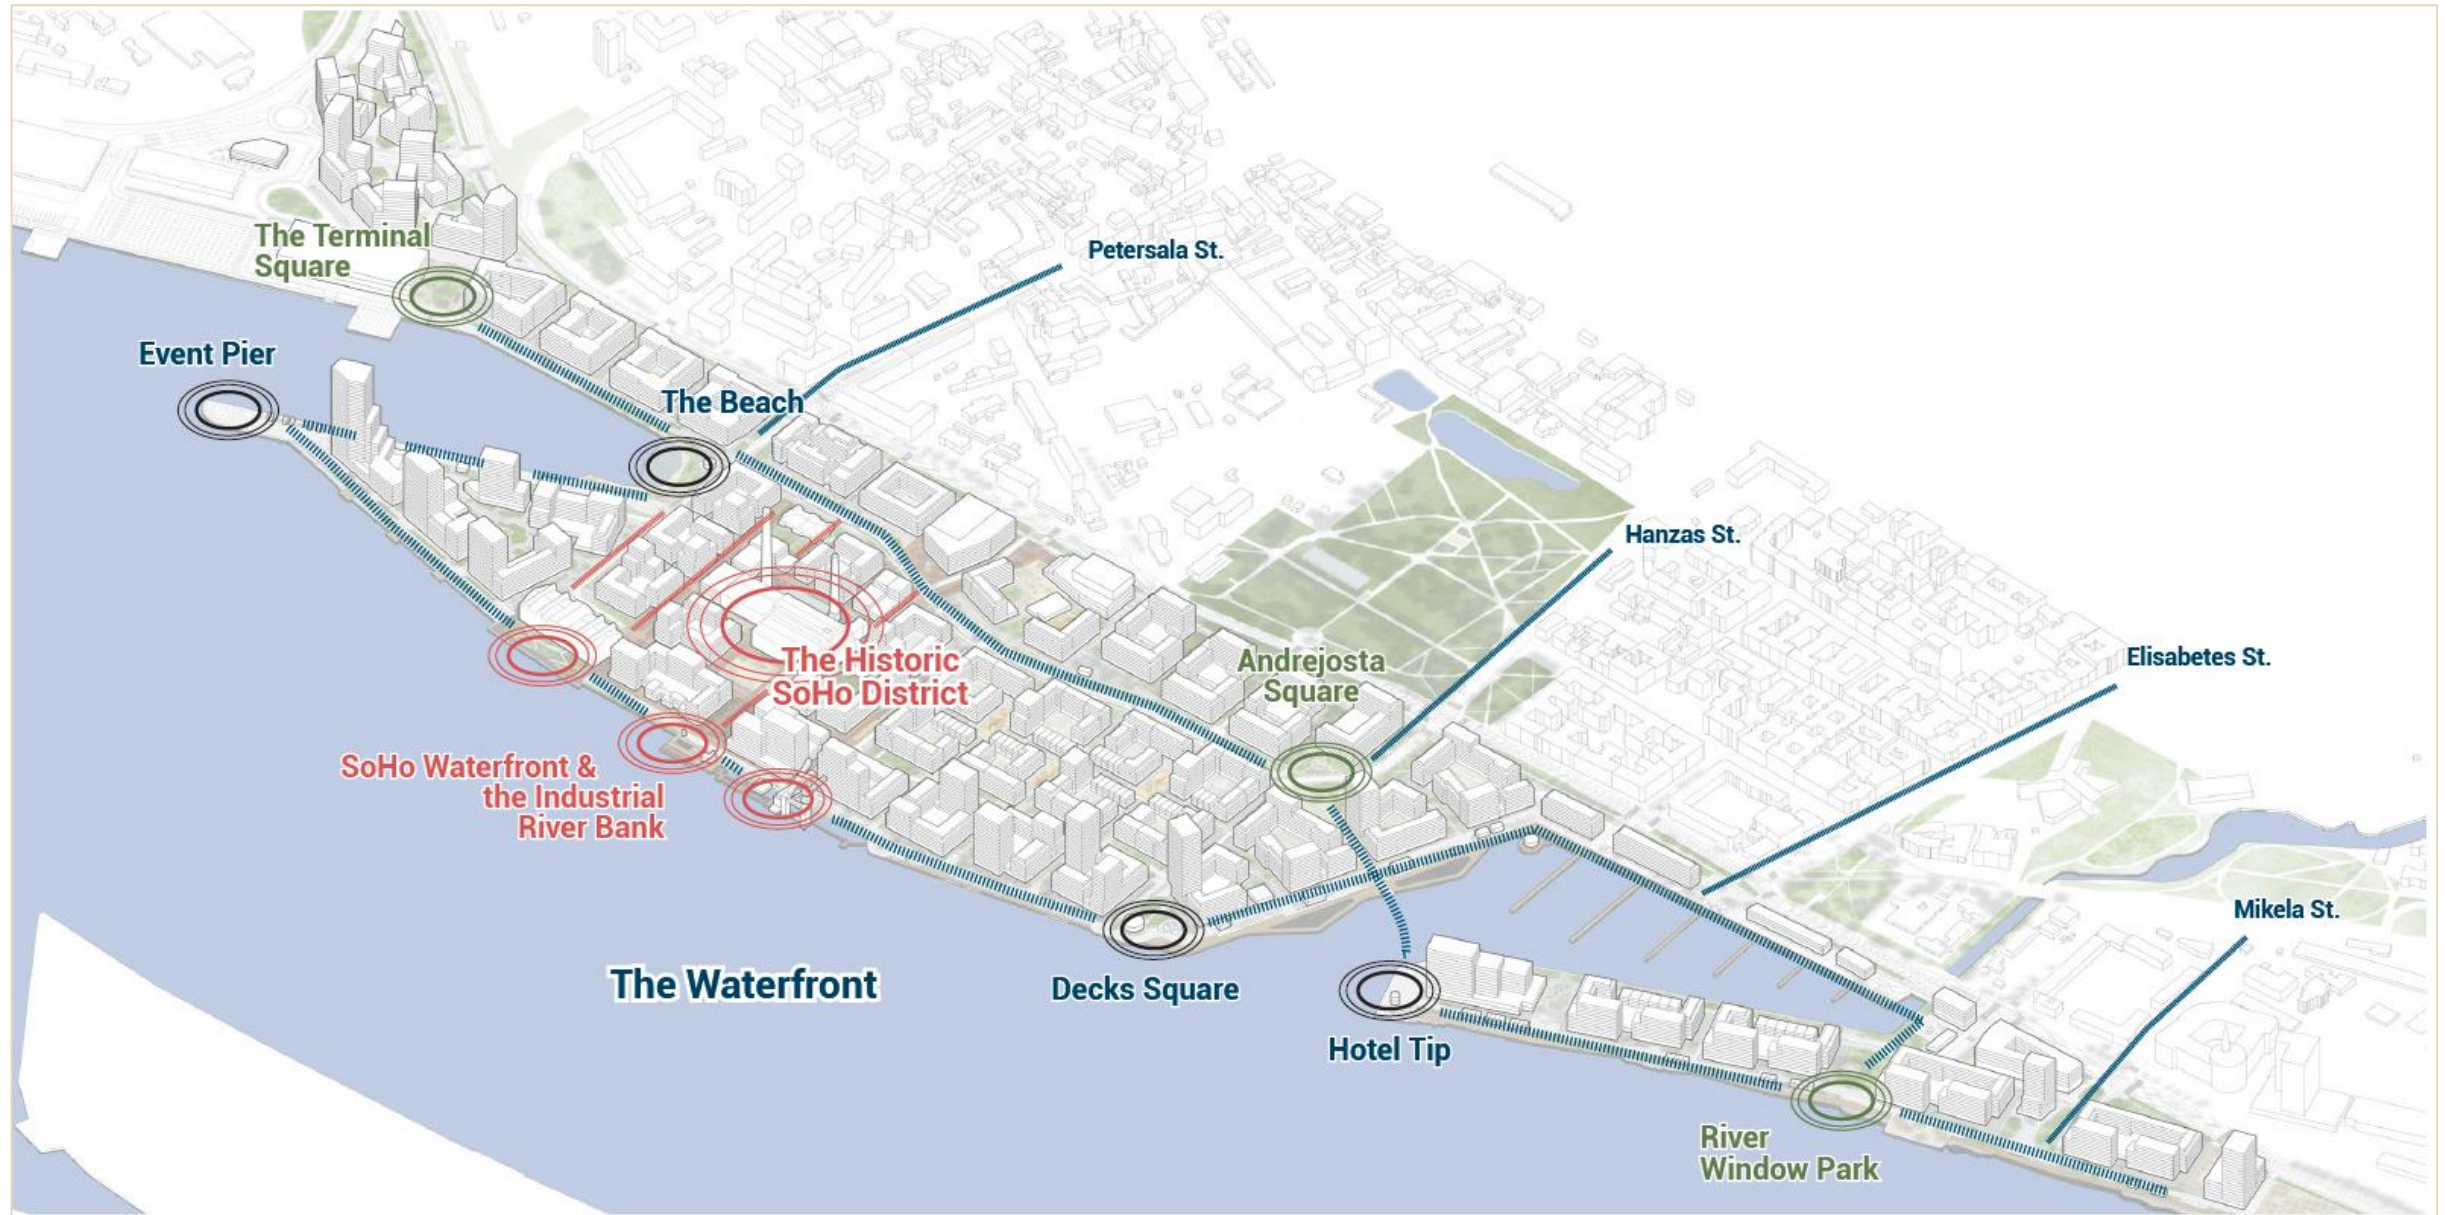 The Terminal
Square
Petersala St.
Event Pier
The Beach
Hanzas St.
The Historic
SoHo District
Andrejosta
Square
Elisabetes St.
SoHo Waterfront &
the Industrial
River Bank
Mikela St.
The Waterfront
Decks Square
Hotel Tip
River
Window Park